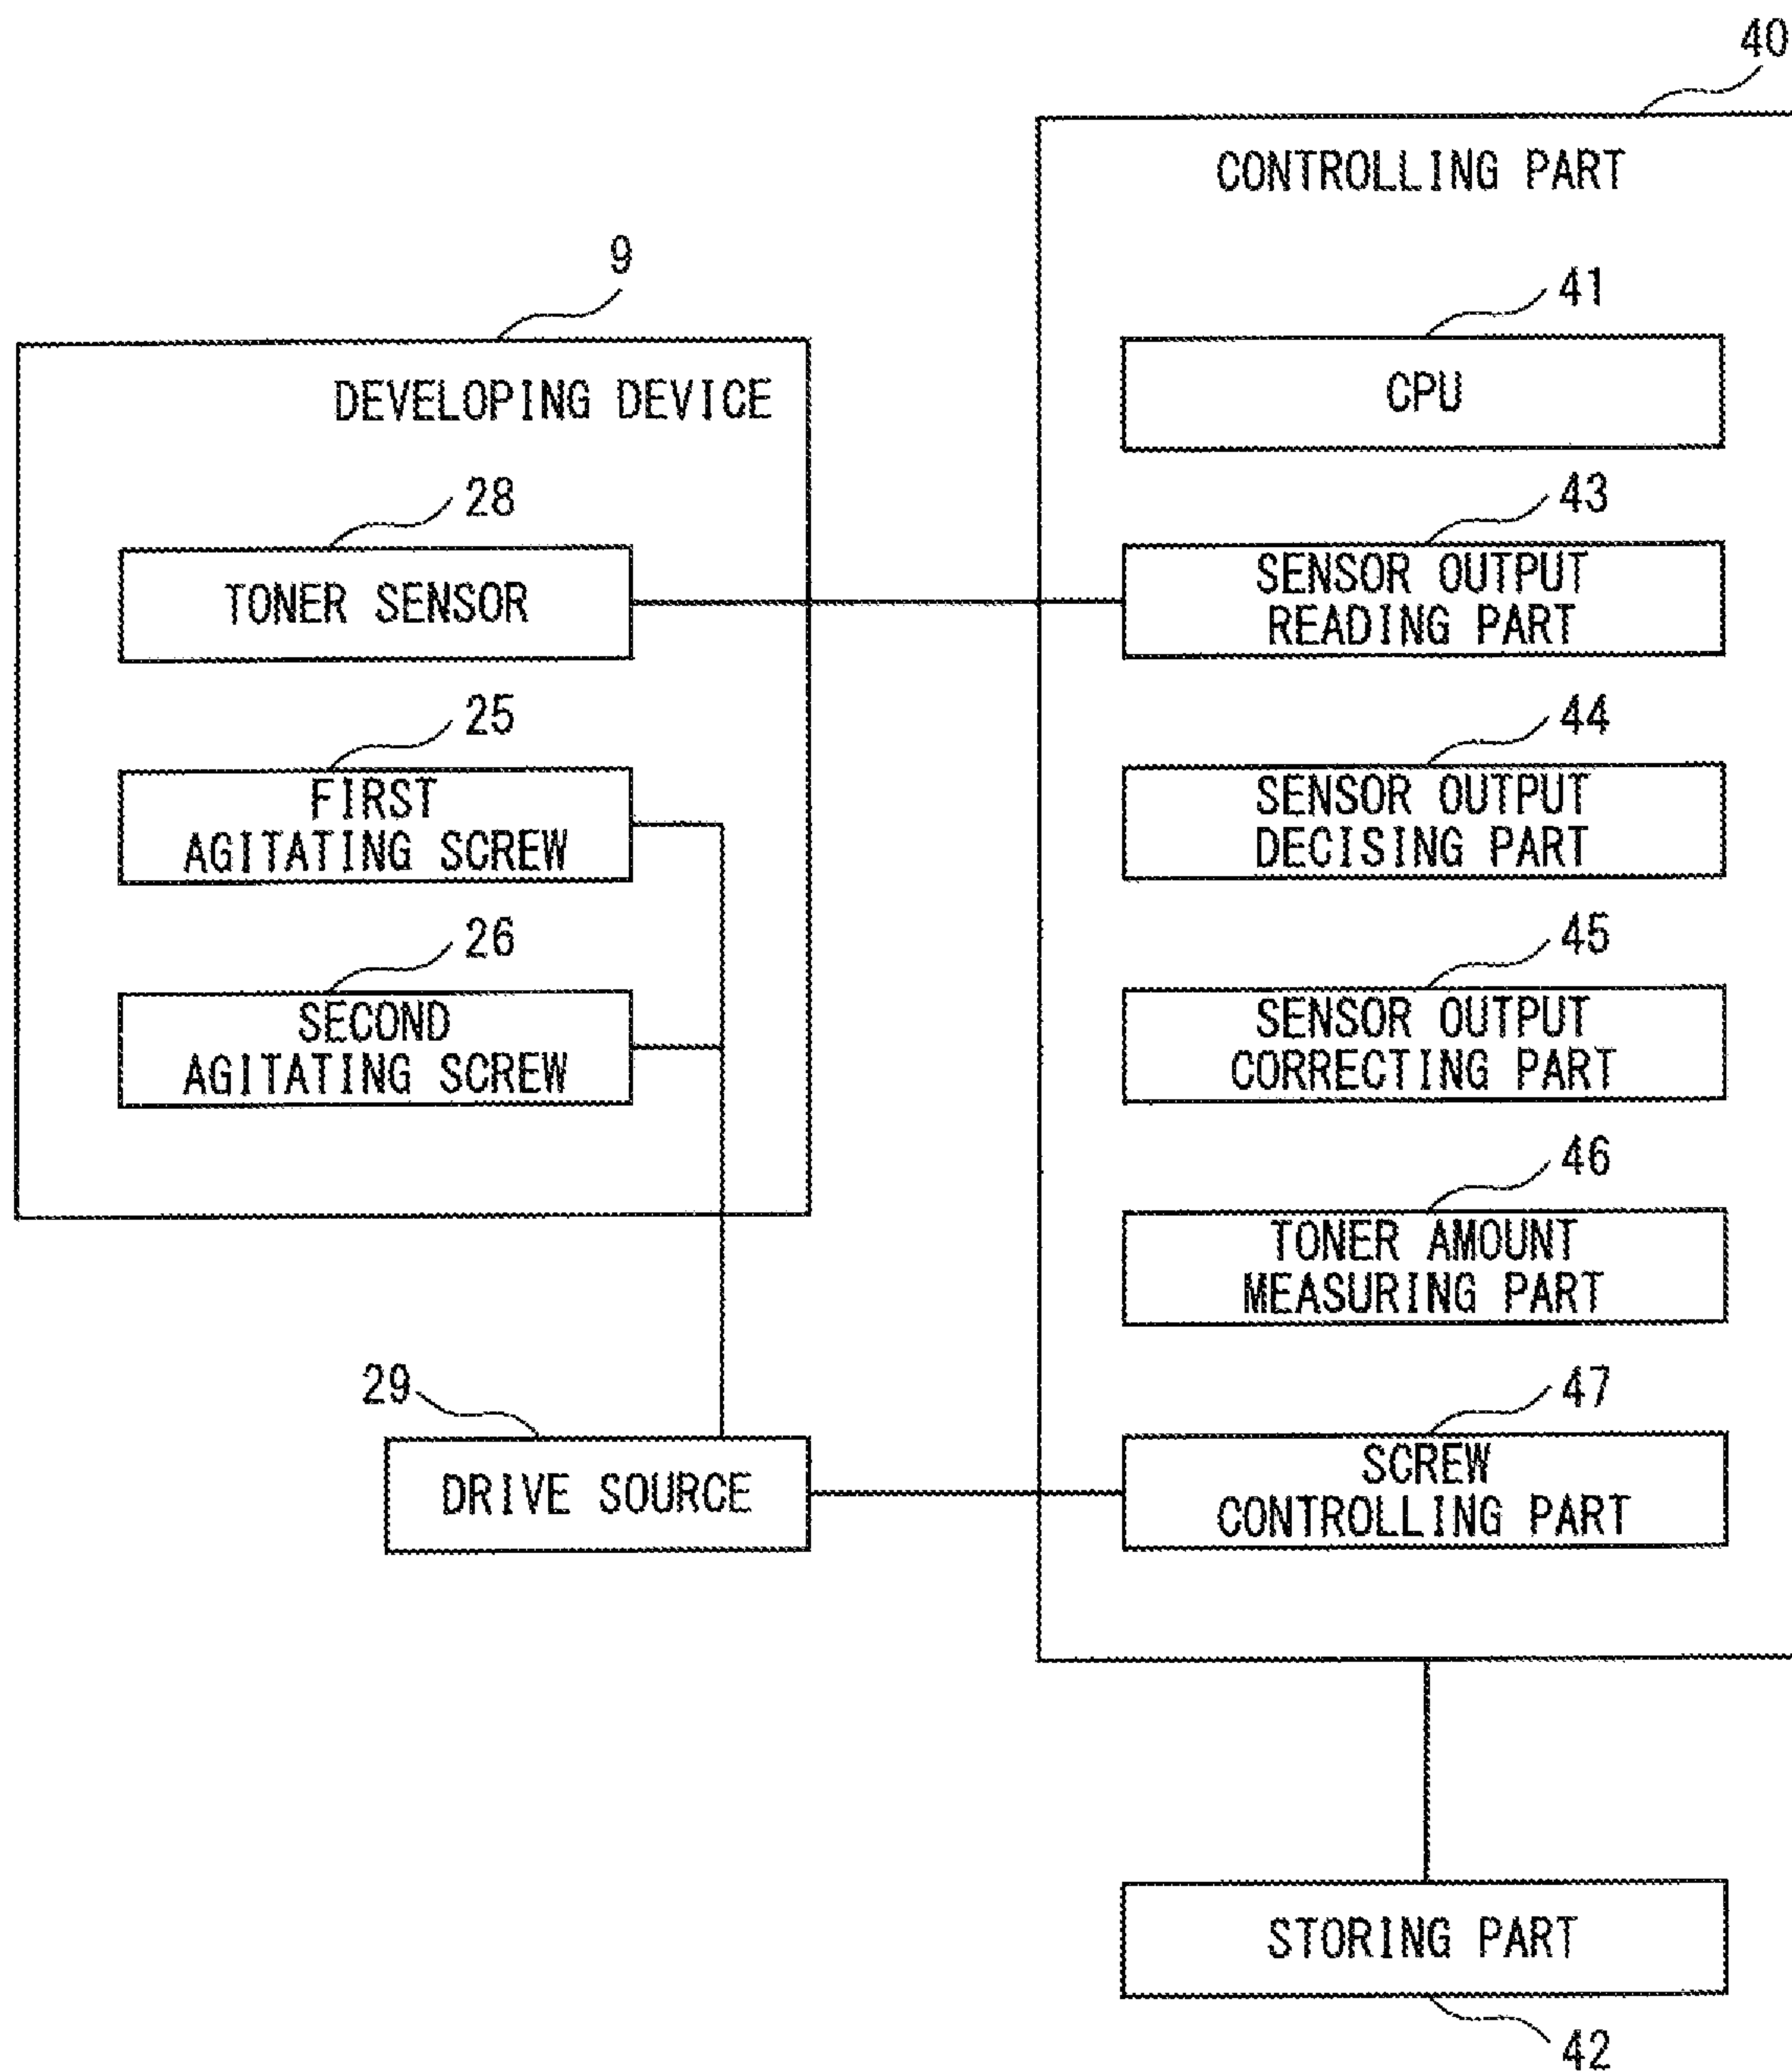 40
CONTROLLING PART
9
41
DEVELOPING DEVICE
CPU
28
43
TONER SENSOR
SENSOR OUTPUT
READING PART
25
44
FIRST
AGITATING SCREW
SENSOR OUTPUT
DECISING PART
26
45
SECOND
AGITATING SCREW
SENSOR OUTPUT
CORRECTING PART
46
TONER AMOUNT
MEASURING PART
29
47
DRIVE SOURCE
SCREW
CONTROLLING PART
STORING PART
42